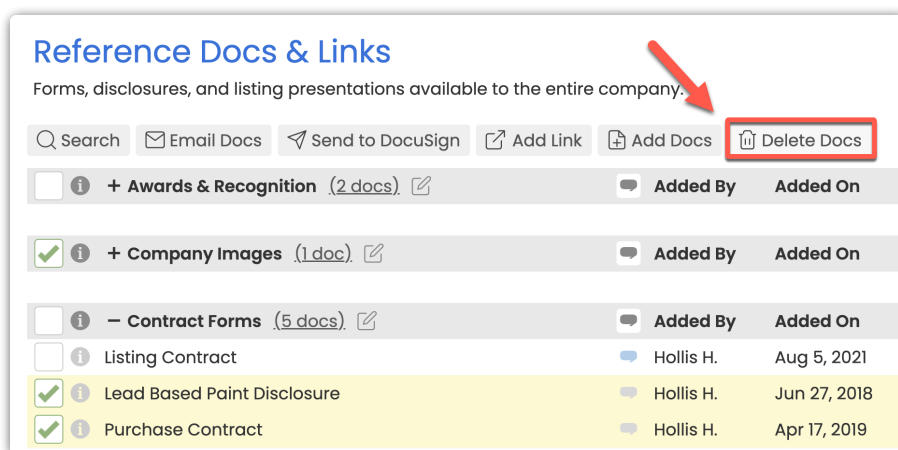 Reference Docs & Links
Forms, disclosures, and listing presentations available to the entire company.
Search Email Docs Send to DocuSign Add Link Add Docs Delete Docs
+ Awards & Recognition (2 docs) Added By Added On
+ Company Images (1 doc) Added By Added On
– Contract Forms (5 docs) Added By Added On
Listing Contract Hollis H. Aug 5, 2021
Lead Based Paint Disclosure Hollis H. Jun 27, 2018
Purchase Contract Hollis H. Apr 17, 2019